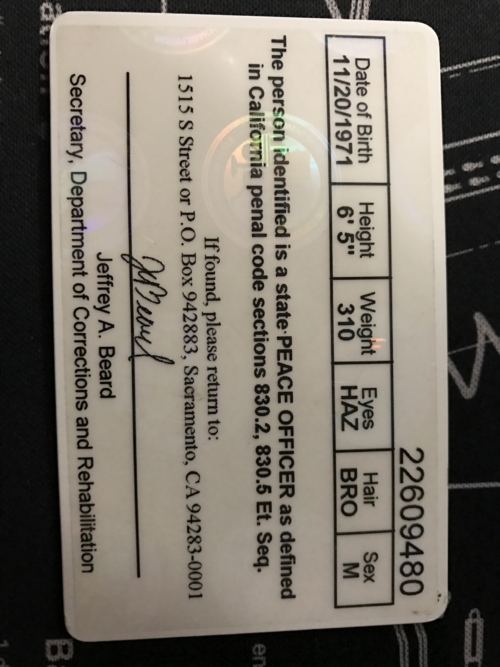 22609480
Date of Birth Height Weight Eyes Hair Sex
11/20/1971 6' 5" 310 HAZ BRO M
The person identified is a state PEACE OFFICER as defined
in California penal code sections 830.2, 830.5 Et. Seq.
If found, please return to:
1515 S Street or P.O. Box 942883, Sacramento, CA 94283-0001
JABeard
Jeffrey A. Beard
Secretary, Department of Corrections and Rehabilitation